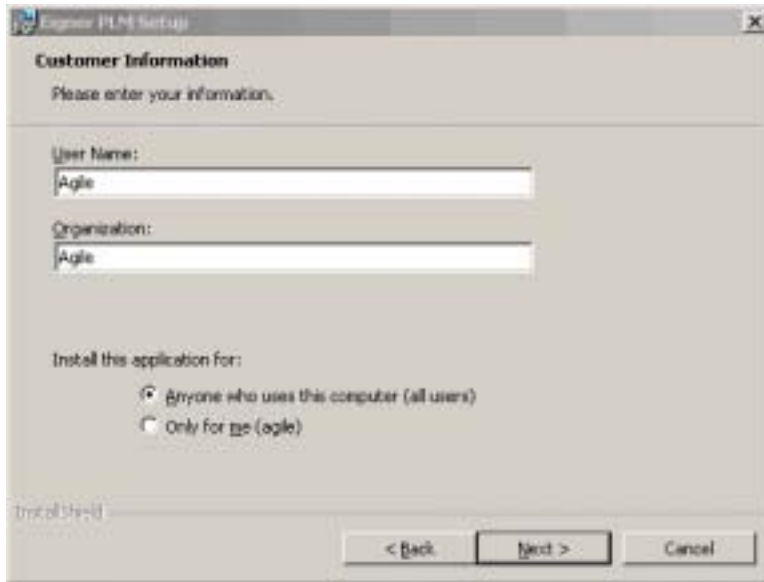 Eigner PLM Setup
Customer Information
Please enter your information.
User Name:
Agile
Organization:
Agile
Install this application for:
Anyone who uses this computer (all users)
Only for me (agile)
InstallShield
< Back
Next >
Cancel